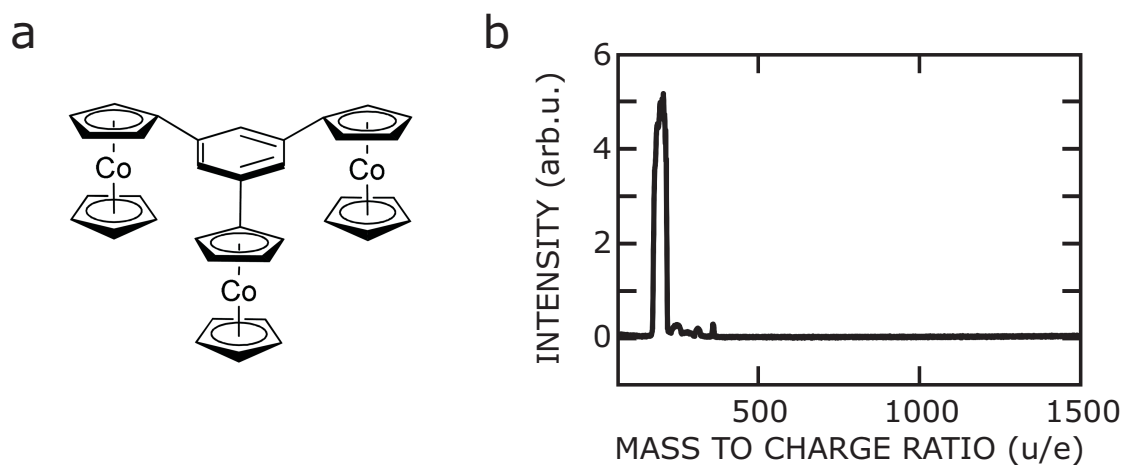 a
Co
Co
Co
b
INTENSITY (arb.u.)
6
4
2
0
500
1000
1500
MASS TO CHARGE RATIO (u/e)